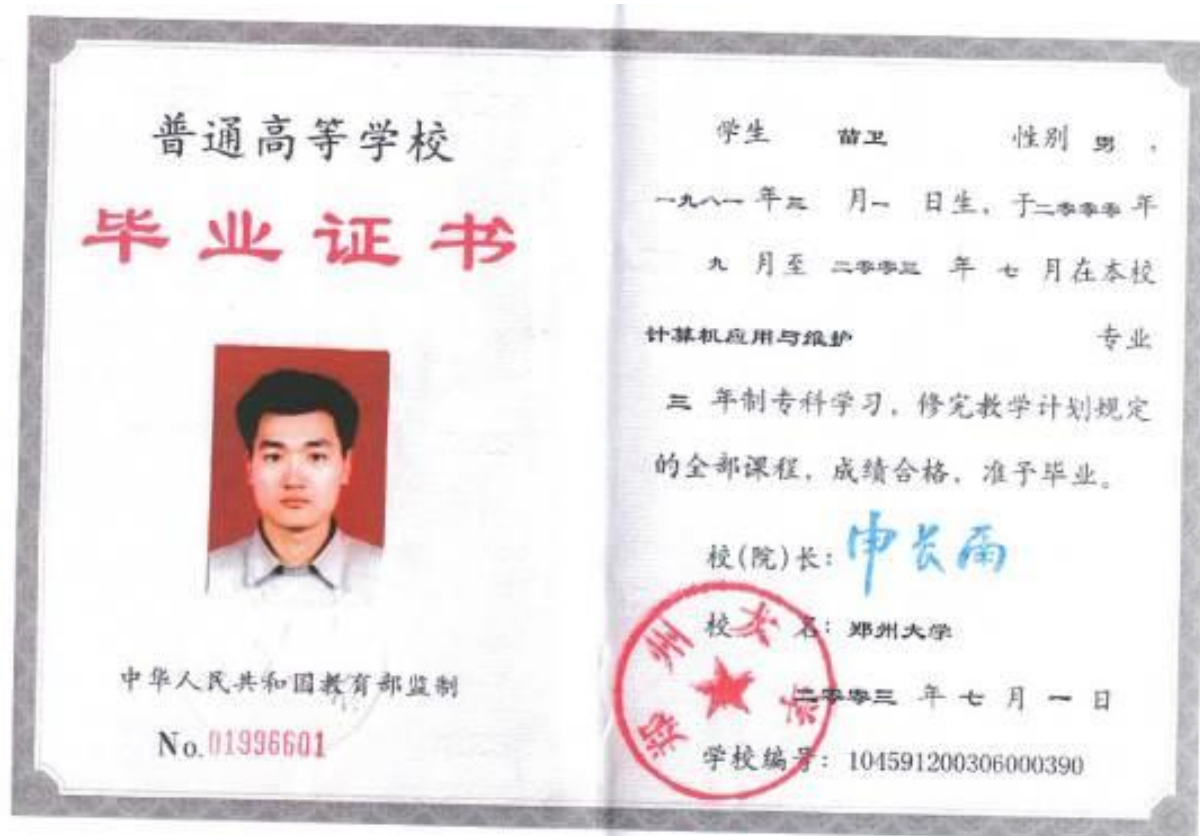 普通高等学校
毕业证书
中华人民共和国教育部监制
No.01996601
学生 苗卫 性别 男 ,
一九八一 年三 月一 日生, 于二零零零 年
九 月至 二零零三 年 七 月在本校
计算机应用与维护 专业
三 年制专科学习, 修完教学计划规定
的全部课程, 成绩合格, 准予毕业。
校(院)长: 申长雨
校 名: 郑州大学
二零零三 年 七 月 一 日
学校编号: 104591200306000390
郑州大学